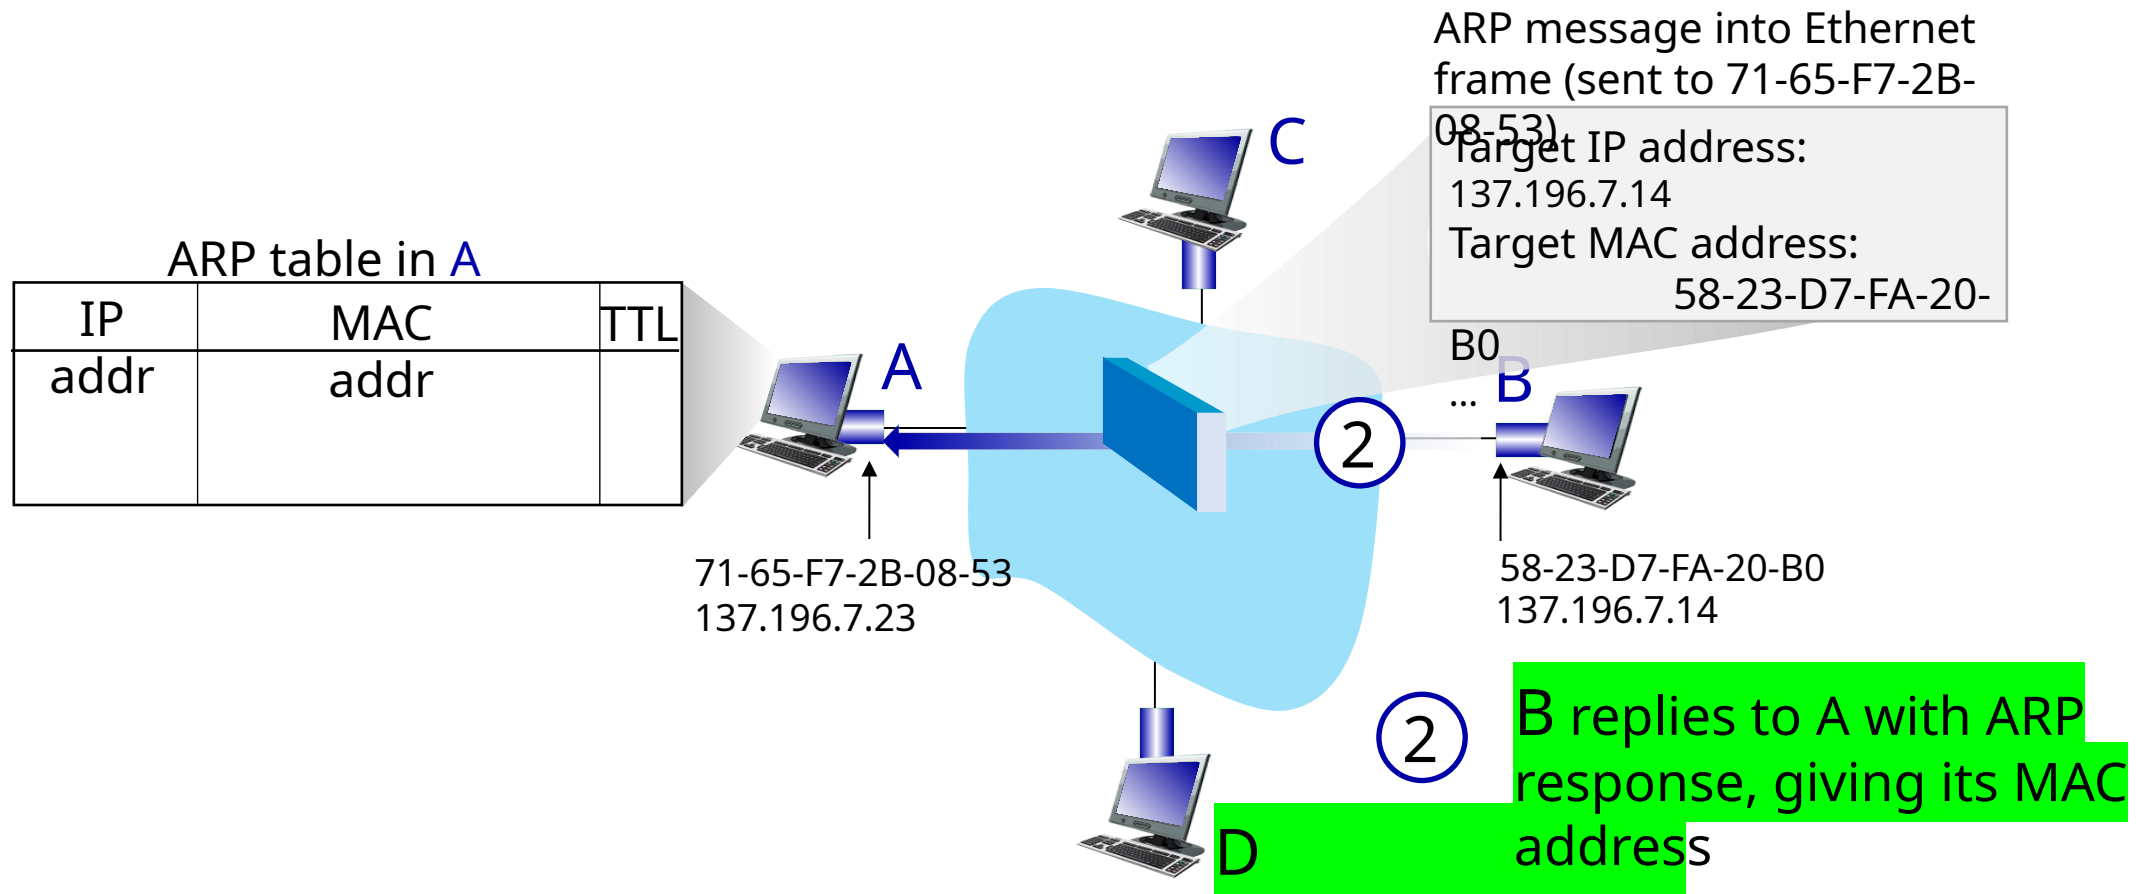 ARP message into Ethernet
frame (sent to 71-65-F7-2B-
08-53)
Target IP address:
137.196.7.14
Target MAC address:
58-23-D7-FA-20-
B0
...
C
ARP table in A
IP
addr
MAC
addr
TTL
A
B
2
71-65-F7-2B-08-53
137.196.7.23
58-23-D7-FA-20-B0
137.196.7.14
2
B replies to A with ARP
response, giving its MAC
address
D